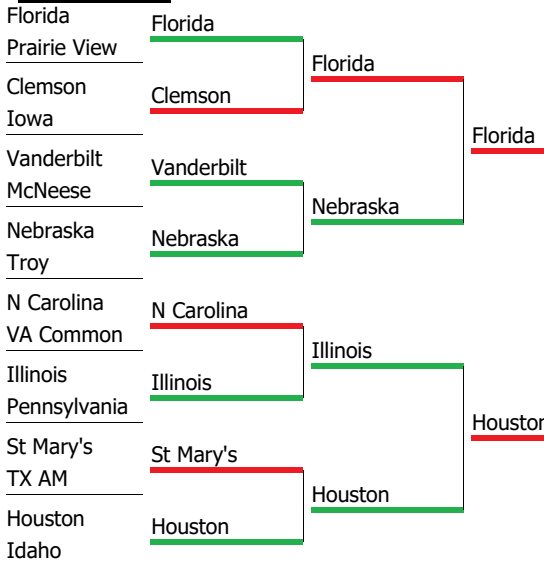 Florida
Prairie View
Clemson
Iowa
Vanderbilt
McNeese
Nebraska
Troy
N Carolina
VA Common
Illinois
Pennsylvania
St Mary's
TX AM
Houston
Idaho
Florida
Clemson
Vanderbilt
Nebraska
N Carolina
Illinois
St Mary's
Houston
Florida
Nebraska
Illinois
Houston
Florida
Houston